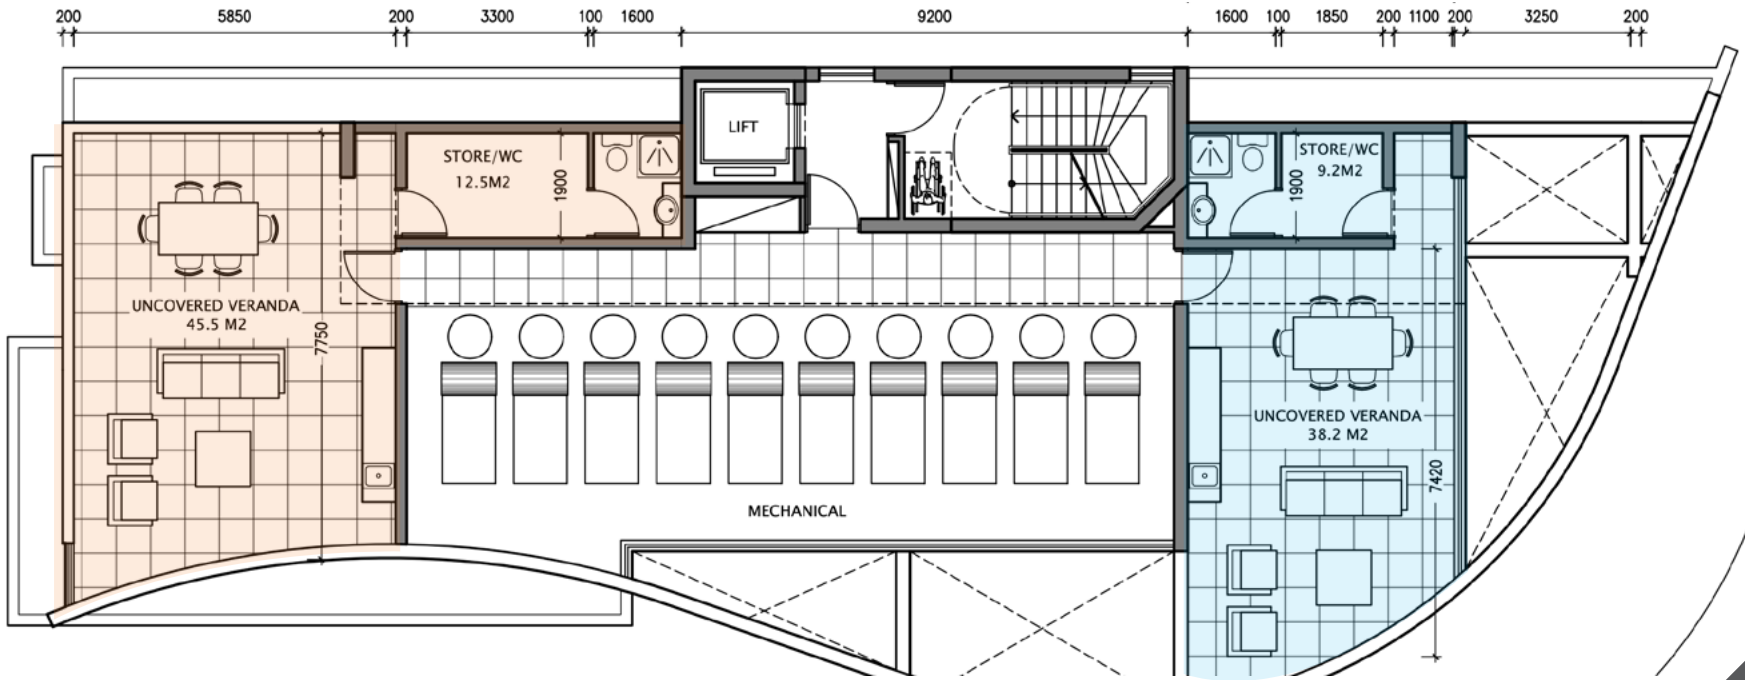 200 5850 200 3300 100 1600 9200 1600 100 1850 200 1100 200 3250 200
LIFT
STORE/WC
12.5M2
1900
STORE/WC
9.2M2
1900
UNCOVERED VERANDA
45.5 M2
7750
UNCOVERED VERANDA
38.2 M2
7420
MECHANICAL